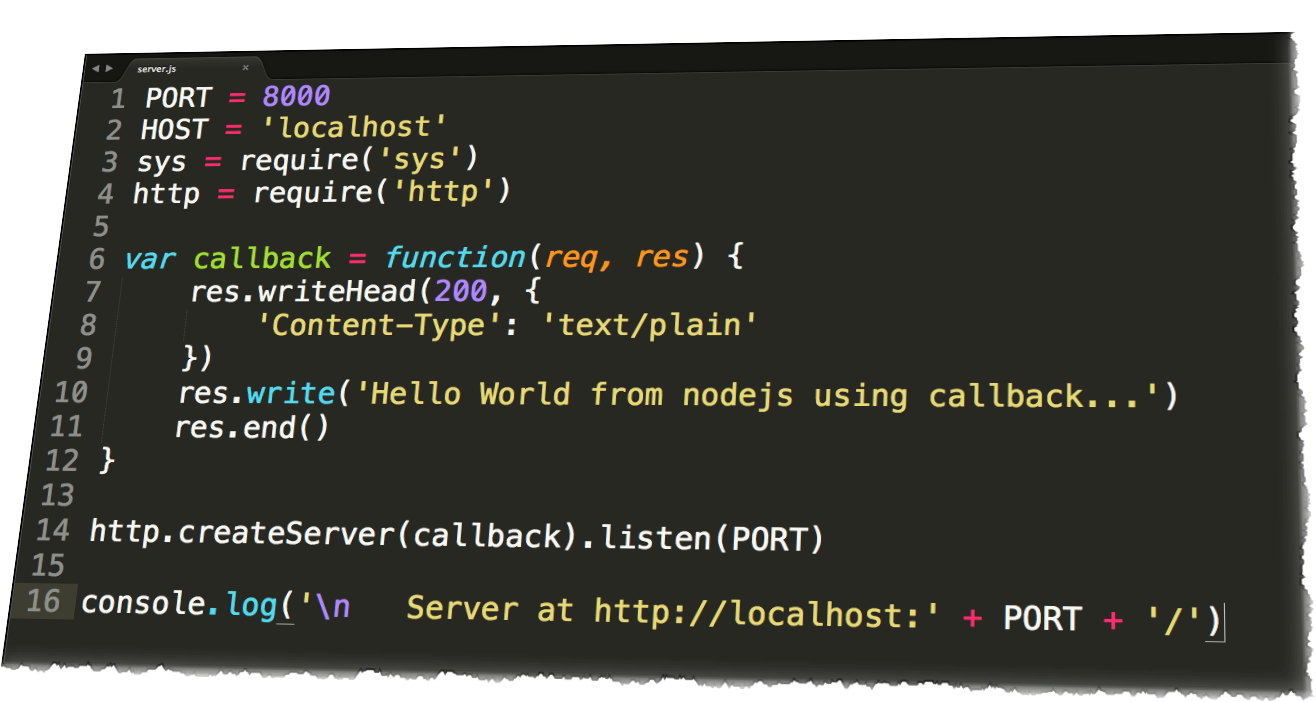 server.js
1 PORT = 8000
2 HOST = 'localhost'
3 sys = require('sys')
4 http = require('http')
5
6 var callback = function(req, res) {
7     res.writeHead(200, {
8         'Content-Type': 'text/plain'
9     })
10     res.write('Hello World from nodejs using callback...')
11     res.end()
12 }
13
14 http.createServer(callback).listen(PORT)
15
16 console.log('\n   Server at http://localhost:' + PORT + '/')